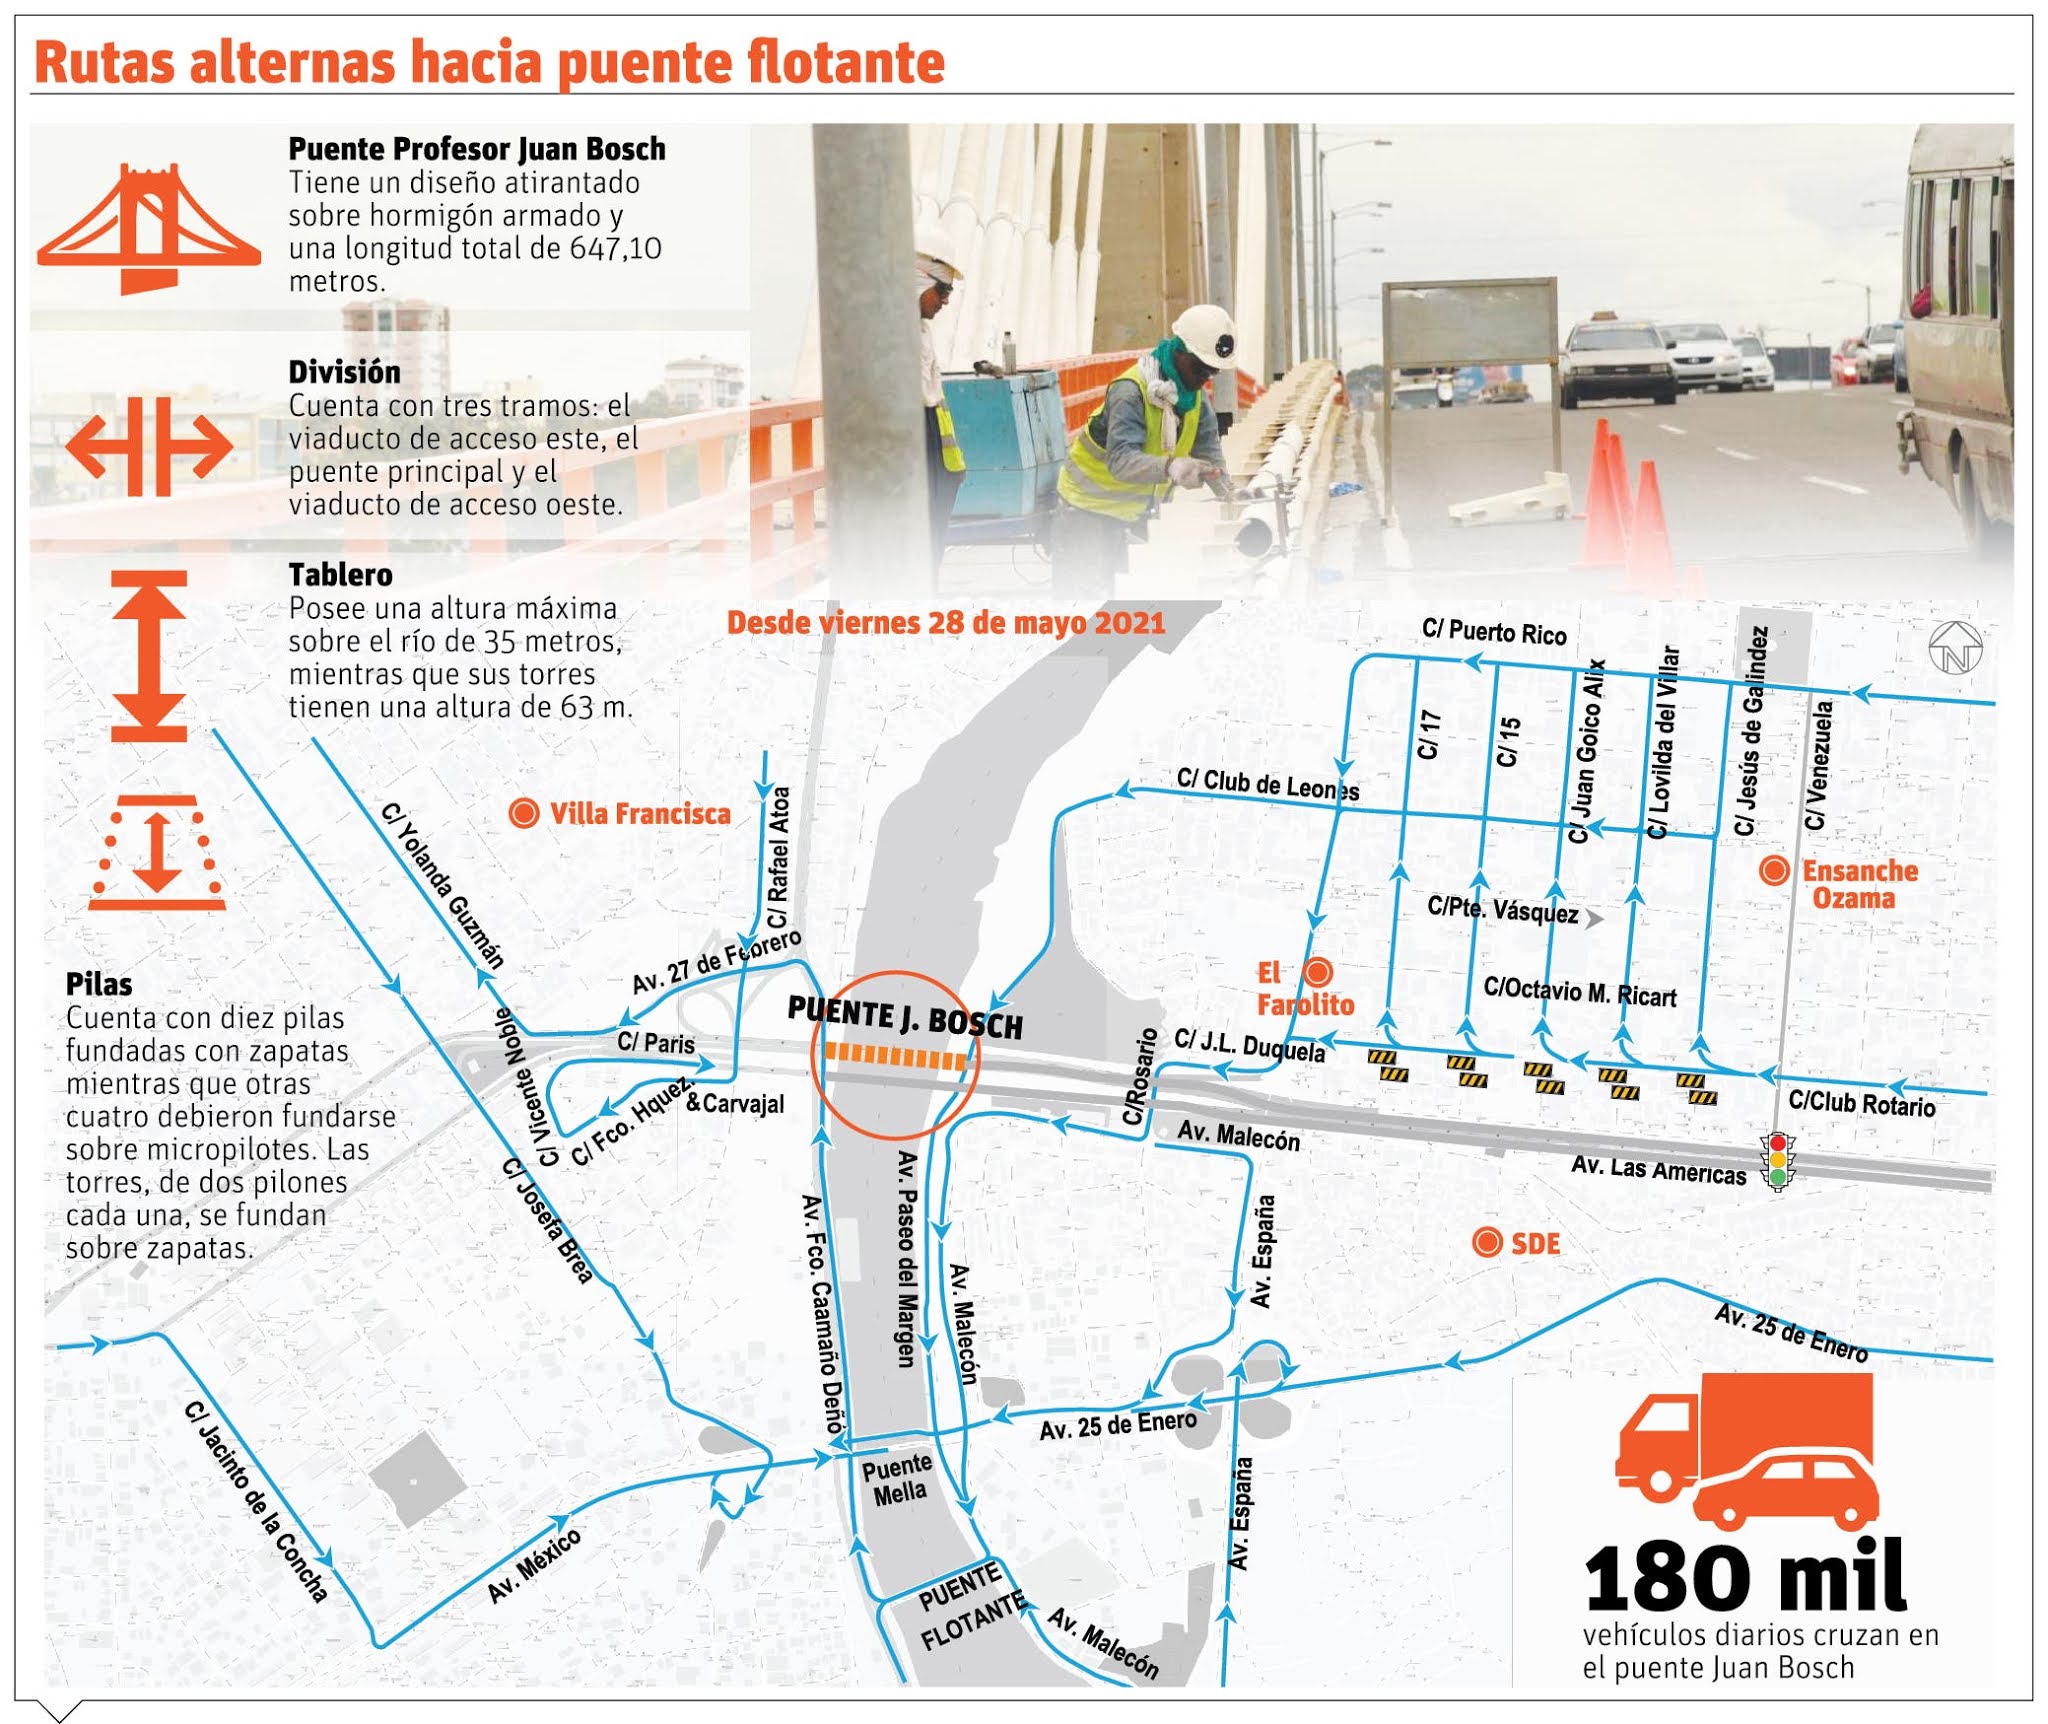 Rutas alternas hacia puente flotante
Puente Profesor Juan Bosch
Tiene un diseño atirantado
sobre hormigón armado y
una longitud total de 647,10
metros.
División
Cuenta con tres tramos: el
viaducto de acceso este, el
puente principal y el
viaducto de acceso oeste.
Tablero
Posee una altura máxima
sobre el río de 35 metros,
mientras que sus torres
tienen una altura de 63 m.
Pilas
Cuenta con diez pilas
fundadas con zapatas
mientras que otras
cuatro debieron fundarse
sobre micropilotes. Las
torres, de dos pilones
cada una, se fundan
sobre zapatas.
Desde viernes 28 de mayo 2021
C/ Puerto Rico
N
C/ 17
C/ 15
C/ Juan Goico Alix
C/ Lovilda del Villar
C/ Jesús de Galindez
C/ Venezuela
C/ Club de Leones
C/ Yolanda Guzmán
Villa Francisca
C/ Rafael Atoa
Ensanche
Ozama
C/Pte. Vásquez
Av. 27 de Febrero
El
Farolito
C/Octavio M. Ricart
PUENTE J. BOSCH
C/ Vicente Noble
C/ Paris
C/ J.L. Duquela
C/Rosario
C/ Fco. Hquez.
&Carvajal
C/Club Rotario
Av. Malecón
Av. Las Americas
C/ Josefa Brea
Av. Fco. Caamaño Deñó
Av. Paseo del Margen
Av. Malecón
Av. España
SDE
Av. 25 de Enero
Av. 25 de Enero
C/ Jacinto de la Concha
Puente
Mella
Av. España
Av. México
PUENTE
FLOTANTE
Av. Malecón
180 mil
vehículos diarios cruzan en
el puente Juan Bosch